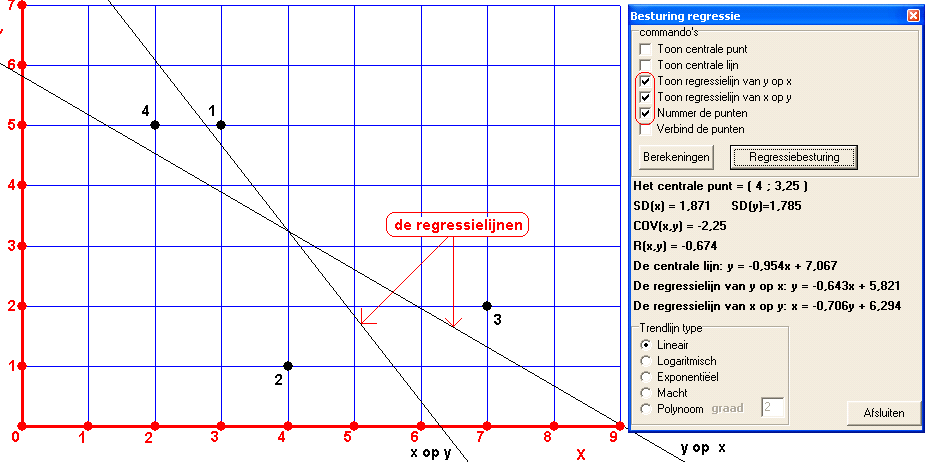 7
6
5
4
3
2
1
0
1
2
3
4
5
6
7
8
9
X
4
1
2
3
de regressielijnen
x op y
y op x
Besturing regressie
commando's
Toon centrale punt
Toon centrale lijn
Toon regressielijn van y op x
Toon regressielijn van x op y
Nummer de punten
Verbind de punten
Berekeningen
Regressiebesturing
Het centrale punt = ( 4 ; 3,25 )
SD(x) = 1,871 SD(y)=1,785
COV(x,y) = -2,25
R(x,y) = -0,674
De centrale lijn: y = -0,954x + 7,067
De regressielijn van y op x: y = -0,643x + 5,821
De regressielijn van x op y: x = -0,706y + 6,294
Trendlijn type
Lineair
Logaritmisch
Exponentiëel
Macht
Polynoom graad 2
Afsluiten